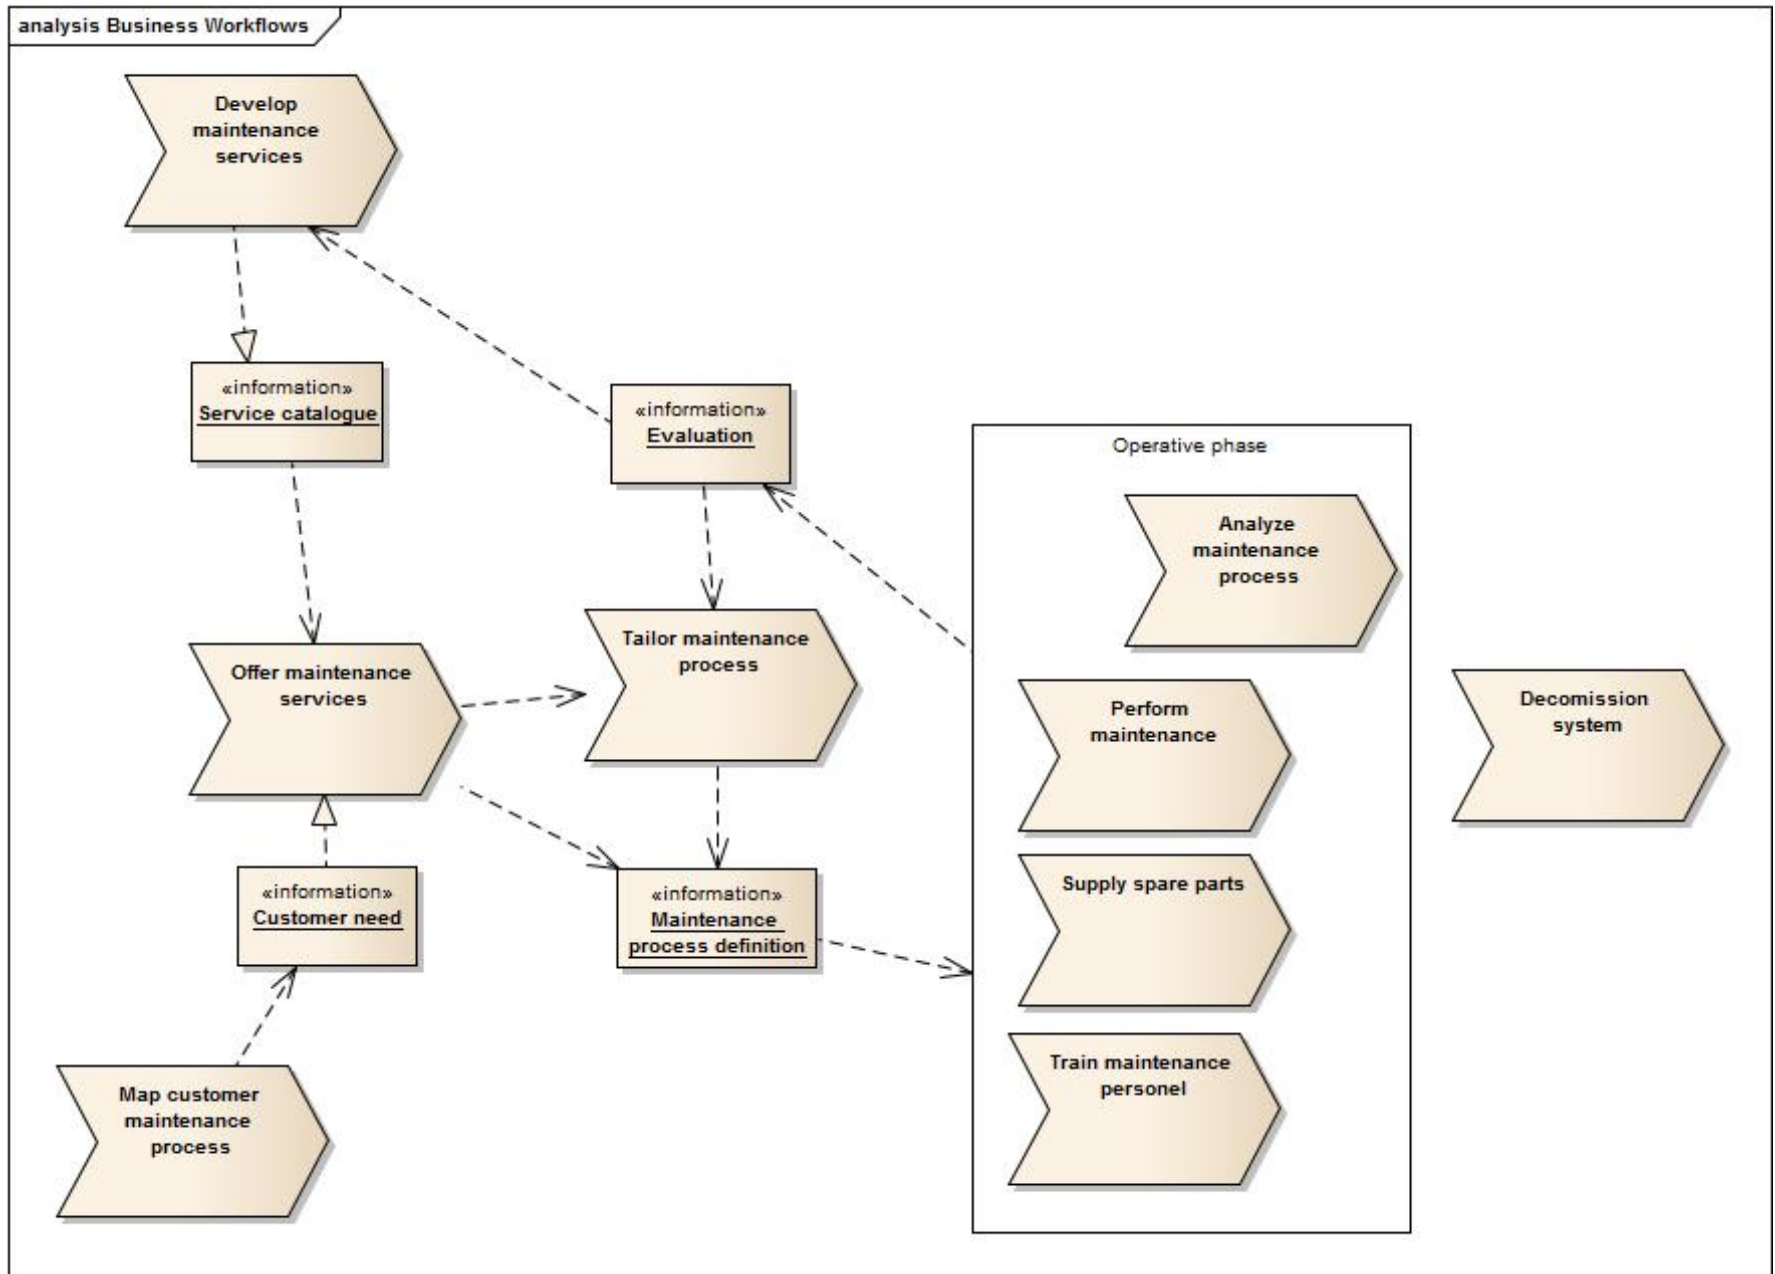 analysis Business Workflows
Develop
maintenance
services
«information»
Service catalogue
«information»
Evaluation
Operative phase
Analyze
maintenance
process
Offer maintenance
services
Tailor maintenance
process
Perform
maintenance
Decomission
system
«information»
Customer need
«information»
Maintenance
process definition
Supply spare parts
Map customer
maintenance
process
Train maintenance
personel